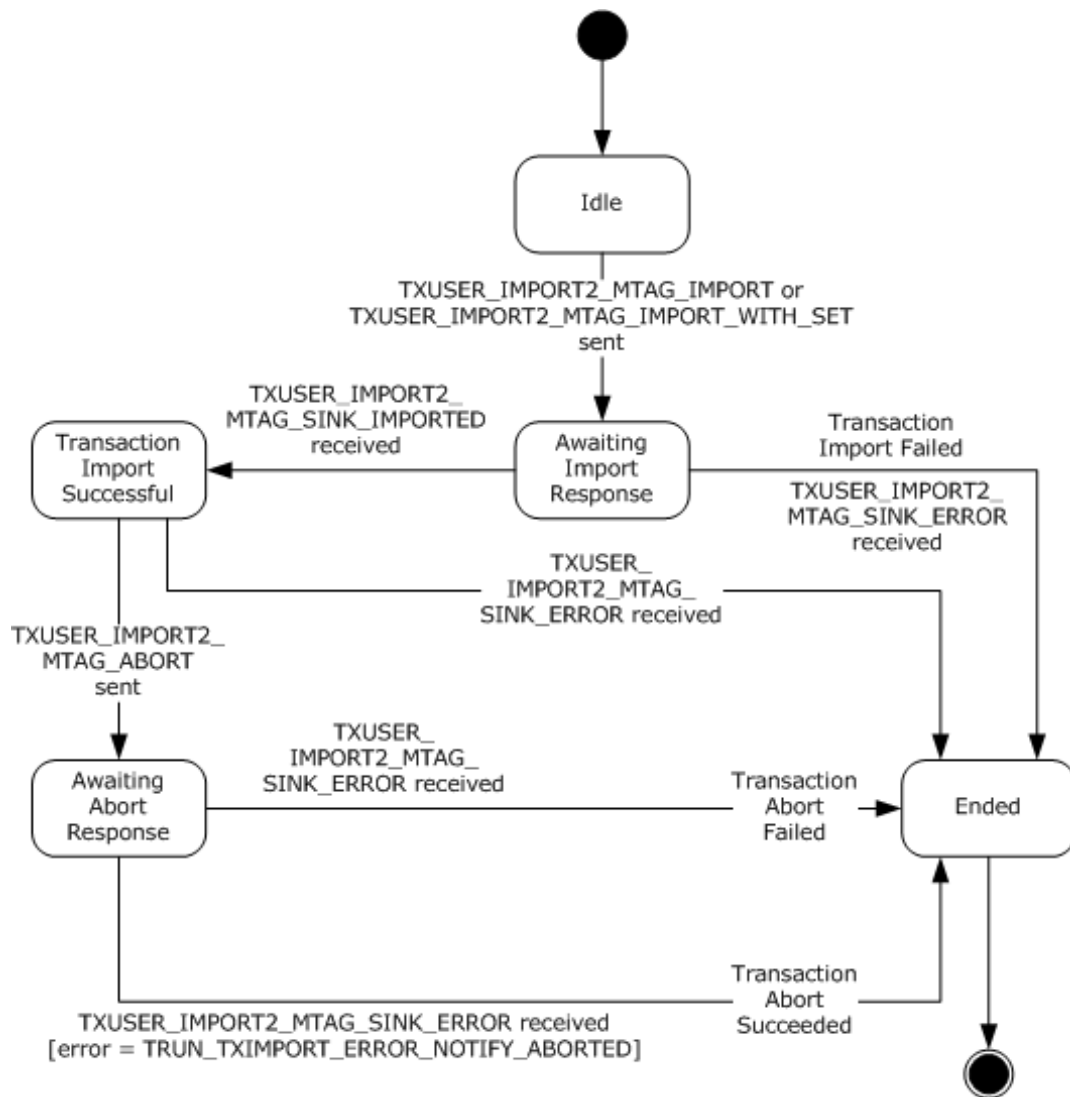 Idle
TXUSER_IMPORT2_MTAG_IMPORT or
TXUSER_IMPORT2_MTAG_IMPORT_WITH_SET
sent
TXUSER_IMPORT2_
MTAG_SINK_IMPORTED
received
Transaction
Import
Successful
Awaiting
Import
Response
Transaction
Import Failed
TXUSER_IMPORT2_
MTAG_SINK_ERROR
received
TXUSER_
IMPORT2_MTAG_
SINK_ERROR received
TXUSER_IMPORT2_
MTAG_ABORT
sent
Awaiting
Abort
Response
TXUSER_
IMPORT2_MTAG_
SINK_ERROR received
Transaction
Abort
Failed
Ended
Transaction
Abort
Succeeded
TXUSER_IMPORT2_MTAG_SINK_ERROR received
[error = TRUN_TXIMPORT_ERROR_NOTIFY_ABORTED]